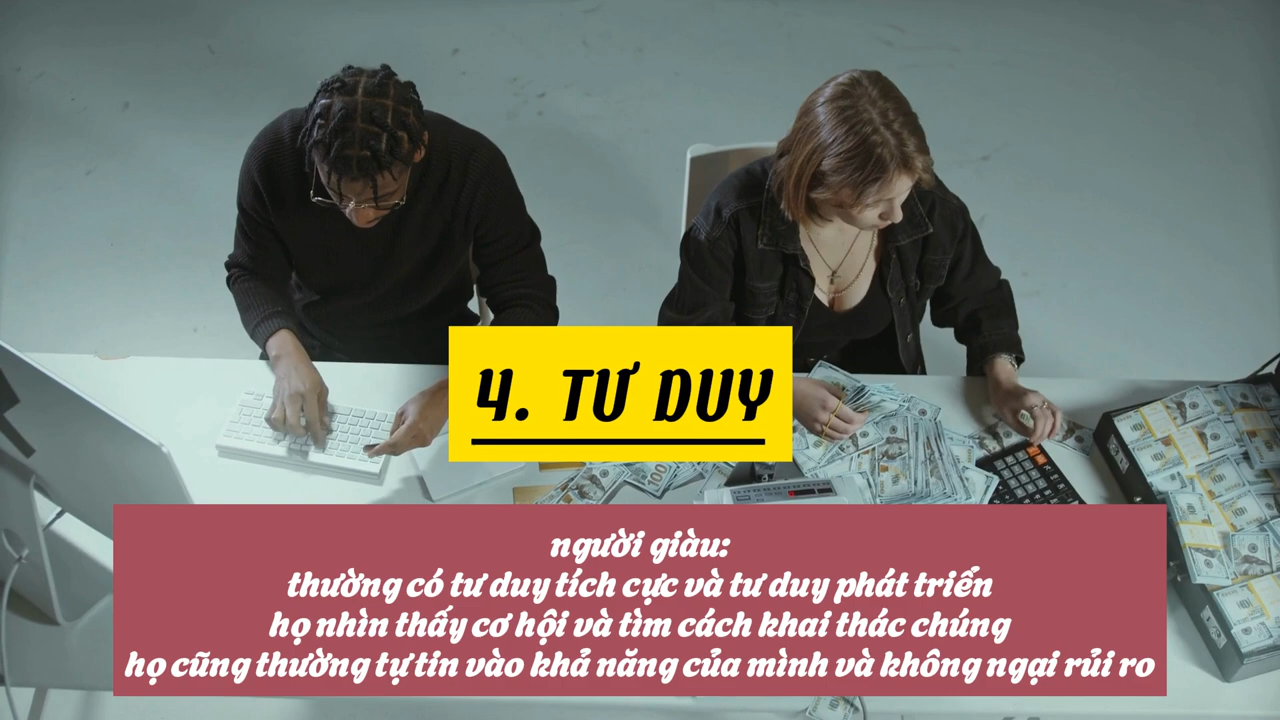 4. TƯ DUY
người giàu:
thường có tư duy tích cực và tư duy phát triển
họ nhìn thấy cơ hội và tìm cách khai thác chúng
họ cũng thường tự tin vào khả năng của mình và không ngại rủi ro